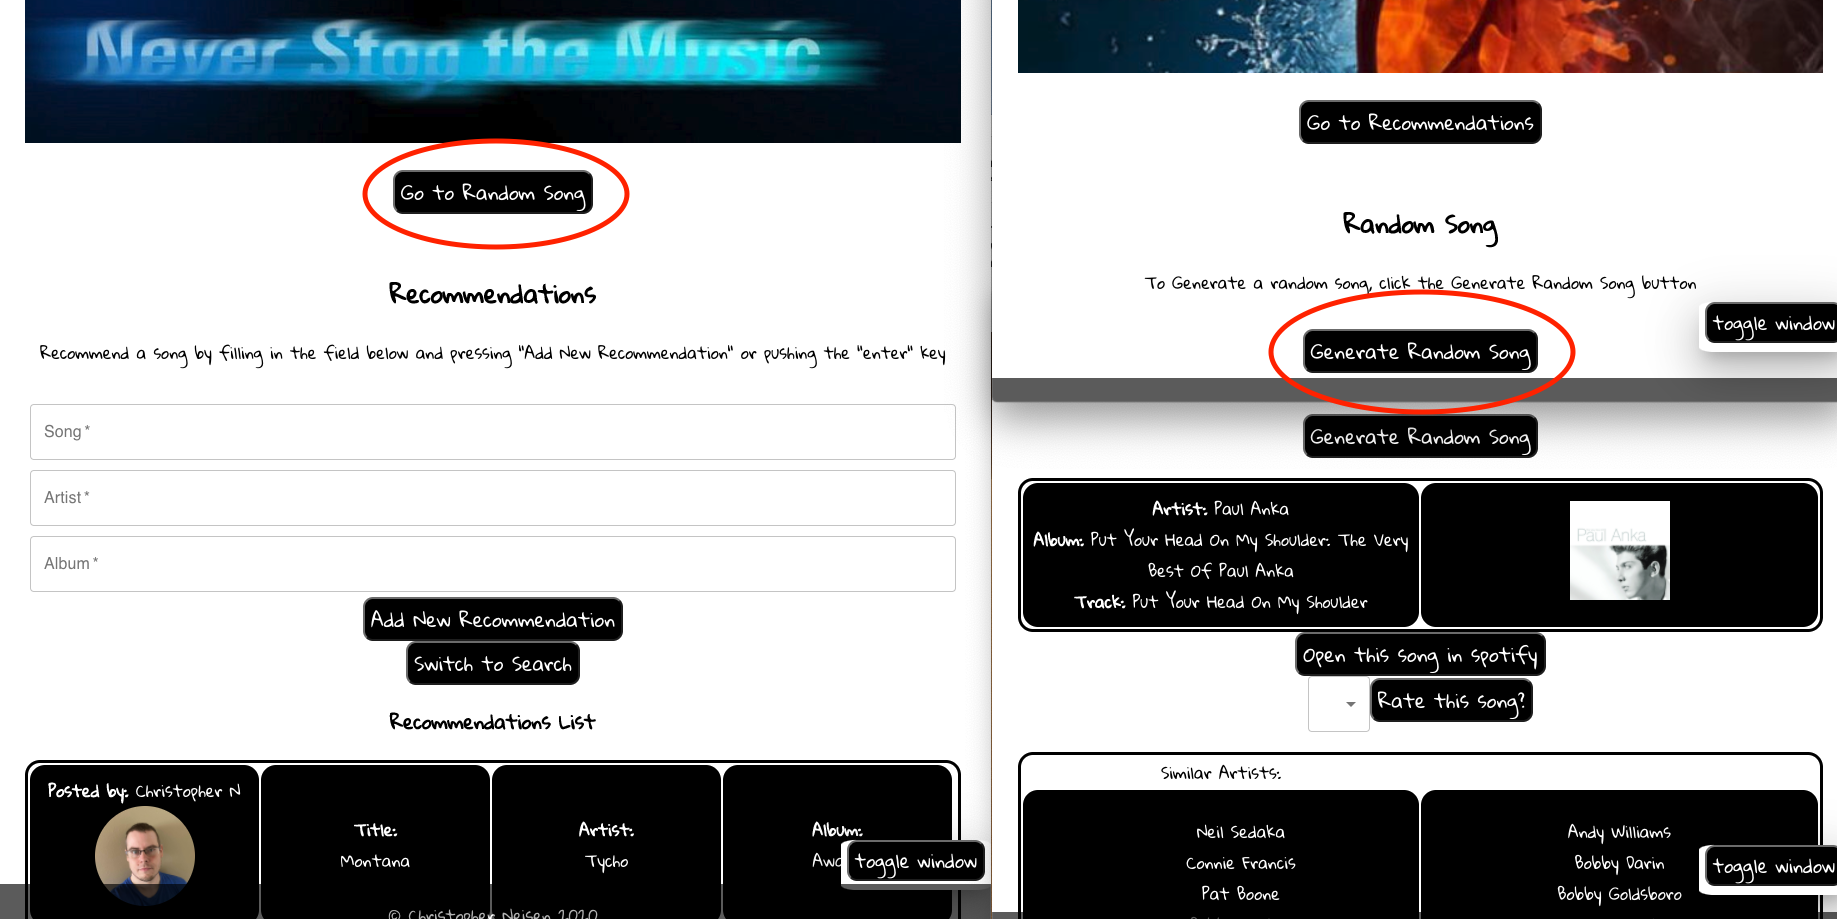 Never Stop the Music
Go to Random Song
Recommendations
Recommend a song by filling in the field below and pressing "Add New Recommendation" or pushing the "enter" key
Song *
Artist *
Album *
Add New Recommendation
Switch to Search
Recommendations List
Posted by: Christopher N
Title:
Montana
Artist:
Tycho
Album:
toggle window
© Christopher Neisen 2020
Go to Recommendations
Random Song
To Generate a random song, click the Generate Random Song button
toggle window
Generate Random Song
Generate Random Song
Artist: Paul Anka
Album: Put Your Head On My Shoulder: The Very
Best Of Paul Anka
Track: Put Your Head On My Shoulder
Paul Anka
Open this song in spotify
Rate this song?
Similar Artists:
Neil Sedaka
Connie Francis
Pat Boone
Andy Williams
Bobby Darin
Bobby Goldsboro
toggle window